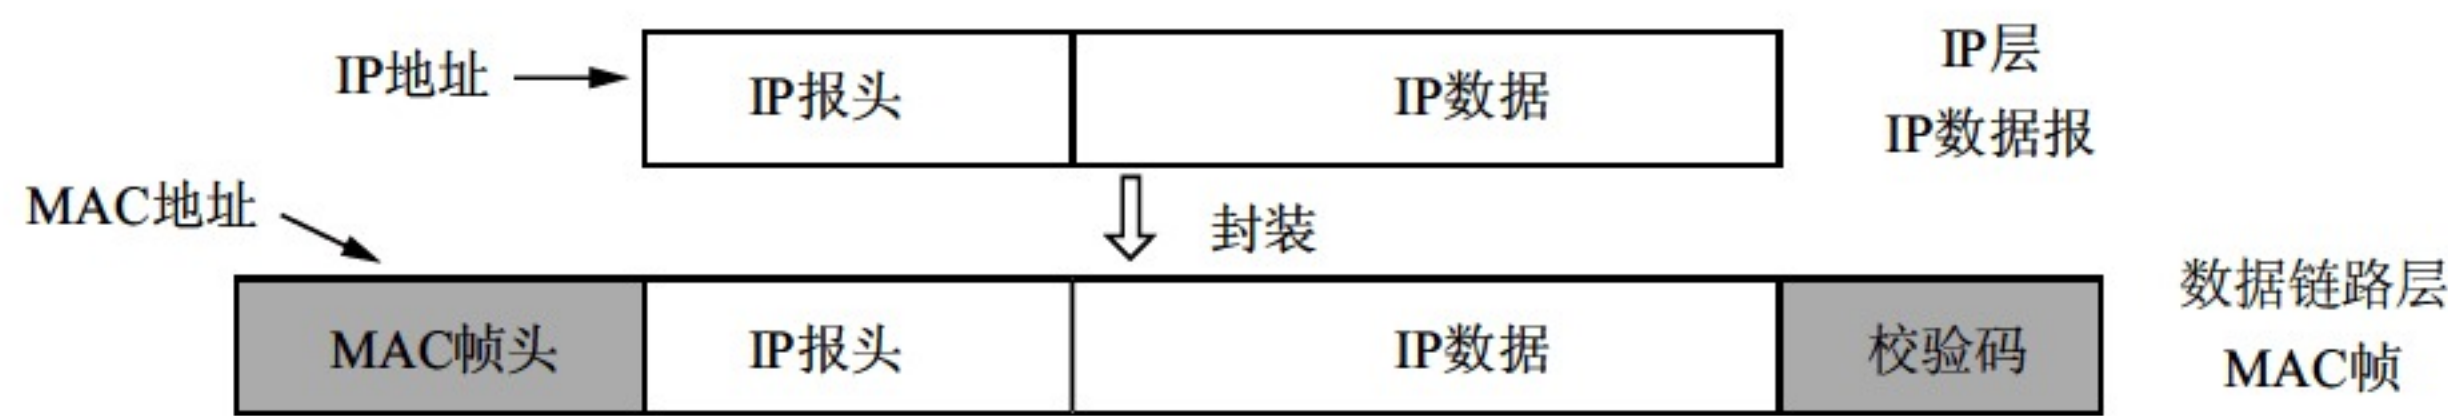 IP地址
IP报头
IP数据
IP层
IP数据报
MAC地址
封装
MAC帧头
IP报头
IP数据
校验码
数据链路层
MAC帧